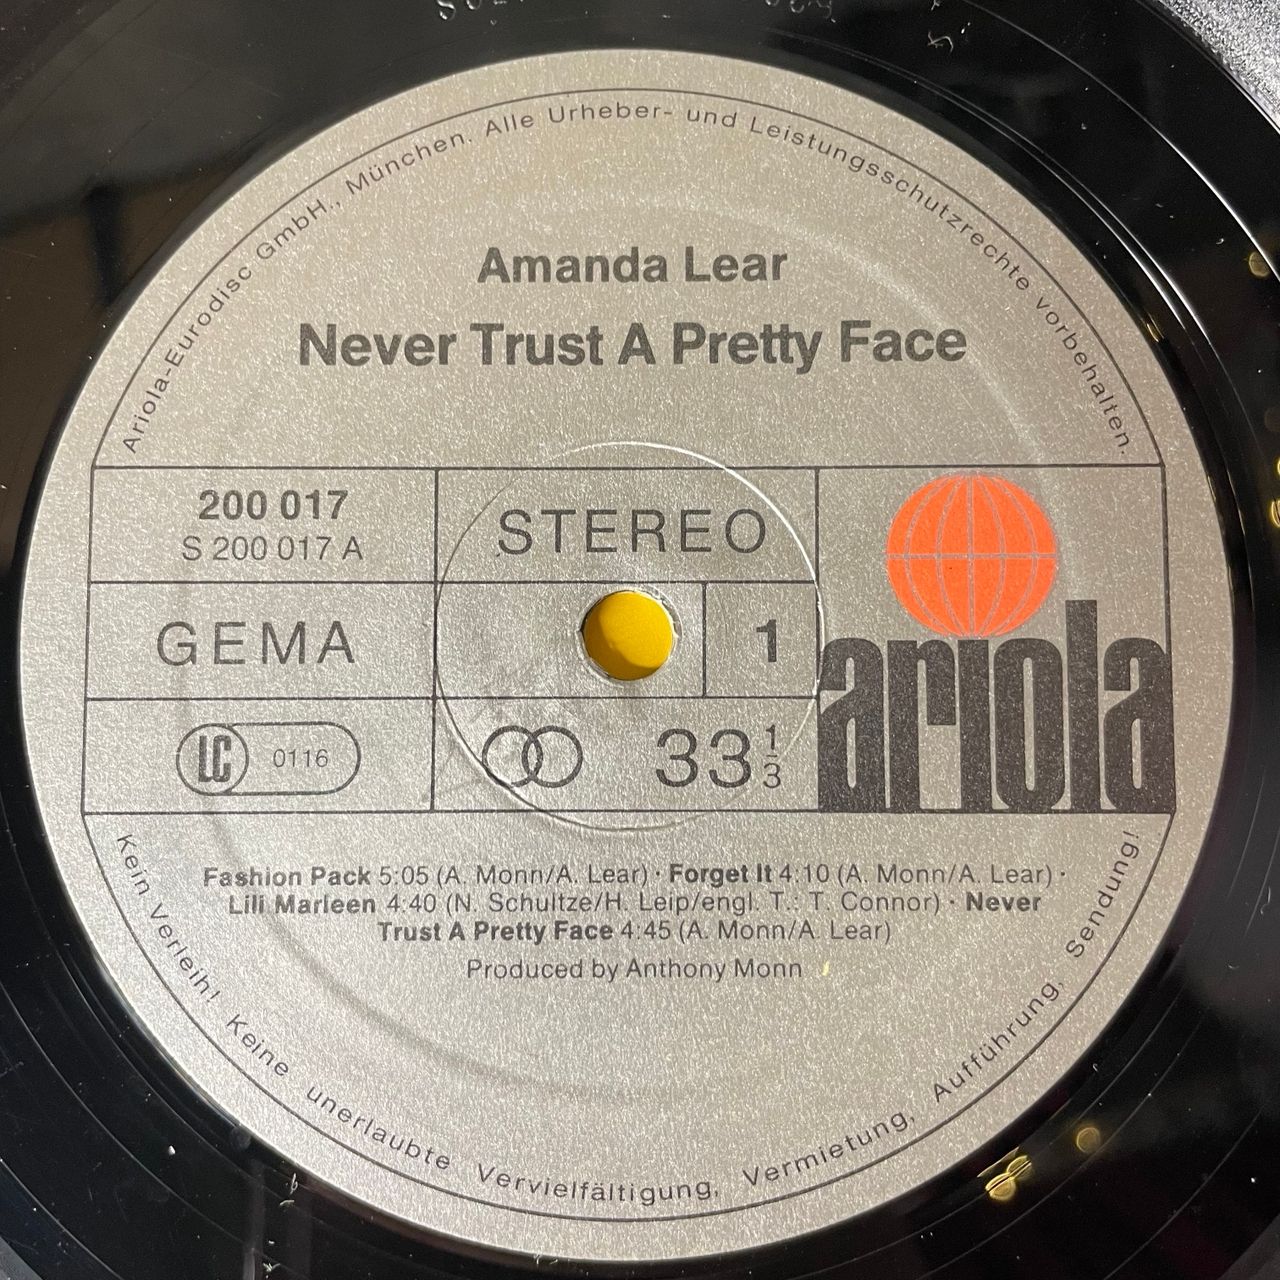 Ariola-Eurodisc GmbH., München. Alle Urheber- und Leistungsschutzrechte vorbehalten.
Amanda Lear
Never Trust A Pretty Face
200 017
S 200 017 A
STEREO
GEMA
1
LC 0116
33 1/3
ariola
Fashion Pack 5:05 (A. Monn/A. Lear) · Forget It 4:10 (A. Monn/A. Lear) ·
Lili Marleen 4:40 (N. Schultze/H. Leip/engl. T.: T. Connor) · Never
Trust A Pretty Face 4:45 (A. Monn/A. Lear)
Produced by Anthony Monn
Kein Verleih! Keine unerlaubte Vervielfältigung, Vermietung, Aufführung, Sendung!